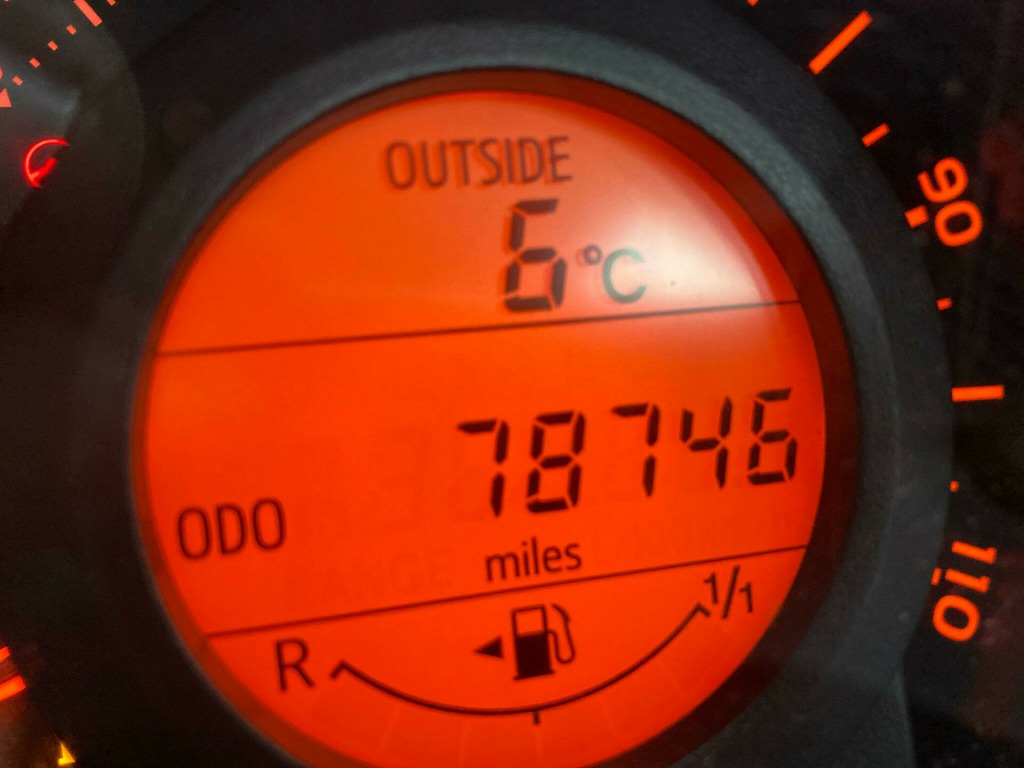 OUTSIDE
6 °C
90
78746
ODO
miles
110
R
1/1